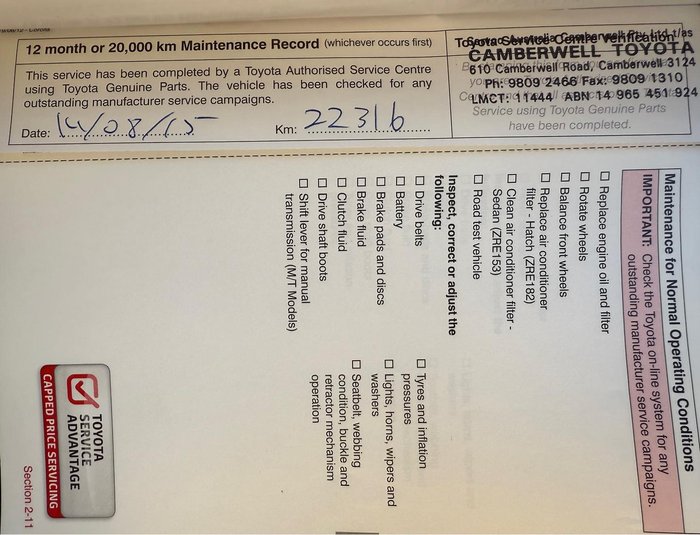 12 month or 20,000 km Maintenance Record (whichever occurs first)
This service has been completed by a Toyota Authorised Service Centre
using Toyota Genuine Parts. The vehicle has been checked for any
outstanding manufacturer service campaigns.
Date: 14/08/15
Km: 22316
Toyota Service Centre Verification
t/as
CAMBERWELL TOYOTA
610 Camberwell Road, Camberwell 3124
Ph: 9809 2466 Fax: 9809 1310
LMCT: 11444 ABN 14 965 451 924
Service using Toyota Genuine Parts
have been completed.
Maintenance for Normal Operating Conditions
IMPORTANT: Check the Toyota on-line system for any
outstanding manufacturer service campaigns.
☐ Replace engine oil and filter
☐ Rotate wheels
☐ Balance front wheels
☐ Replace air conditioner
filter - Hatch (ZRE182)
☐ Clean air conditioner filter -
Sedan (ZRE153)
☐ Road test vehicle
Inspect, correct or adjust the
following:
☐ Drive belts
☐ Battery
☐ Brake pads and discs
☐ Brake fluid
☐ Clutch fluid
☐ Drive shaft boots
☐ Shift lever for manual
transmission (M/T Models)
☐ Tyres and inflation
pressures
☐ Lights, horns, wipers and
washers
☐ Seatbelt, webbing
condition, buckle and
retractor mechanism
operation
TOYOTA
SERVICE
ADVANTAGE
CAPPED PRICE SERVICING
Section 2-11